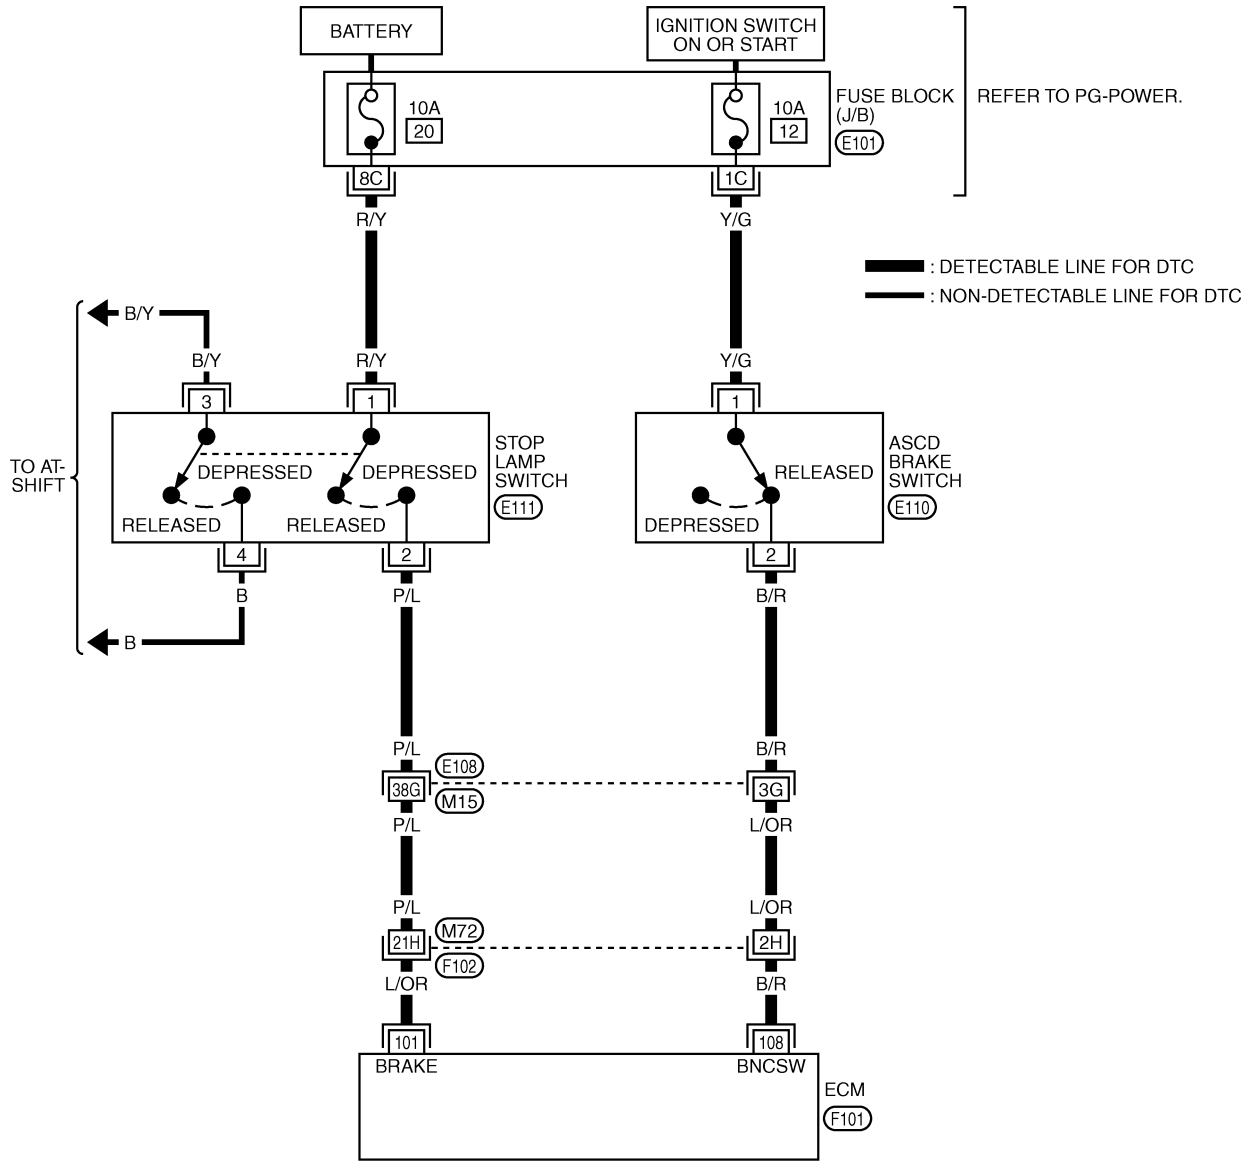 BATTERY
IGNITION SWITCH
ON OR START
10A
20
10A
12
FUSE BLOCK
(J/B)
E101
REFER TO PG-POWER.
8C
1C
R/Y
Y/G
: DETECTABLE LINE FOR DTC
: NON-DETECTABLE LINE FOR DTC
B/Y
B/Y
R/Y
Y/G
3
1
1
TO AT-
SHIFT
DEPRESSED
DEPRESSED
RELEASED
RELEASED
STOP
LAMP
SWITCH
E111
RELEASED
DEPRESSED
ASCD
BRAKE
SWITCH
E110
4
2
2
B
P/L
B/R
B
P/L
B/R
E108
38G
3G
M15
P/L
L/OR
P/L
L/OR
M72
21H
2H
F102
L/OR
B/R
101
108
BRAKE
BNCSW
ECM
F101